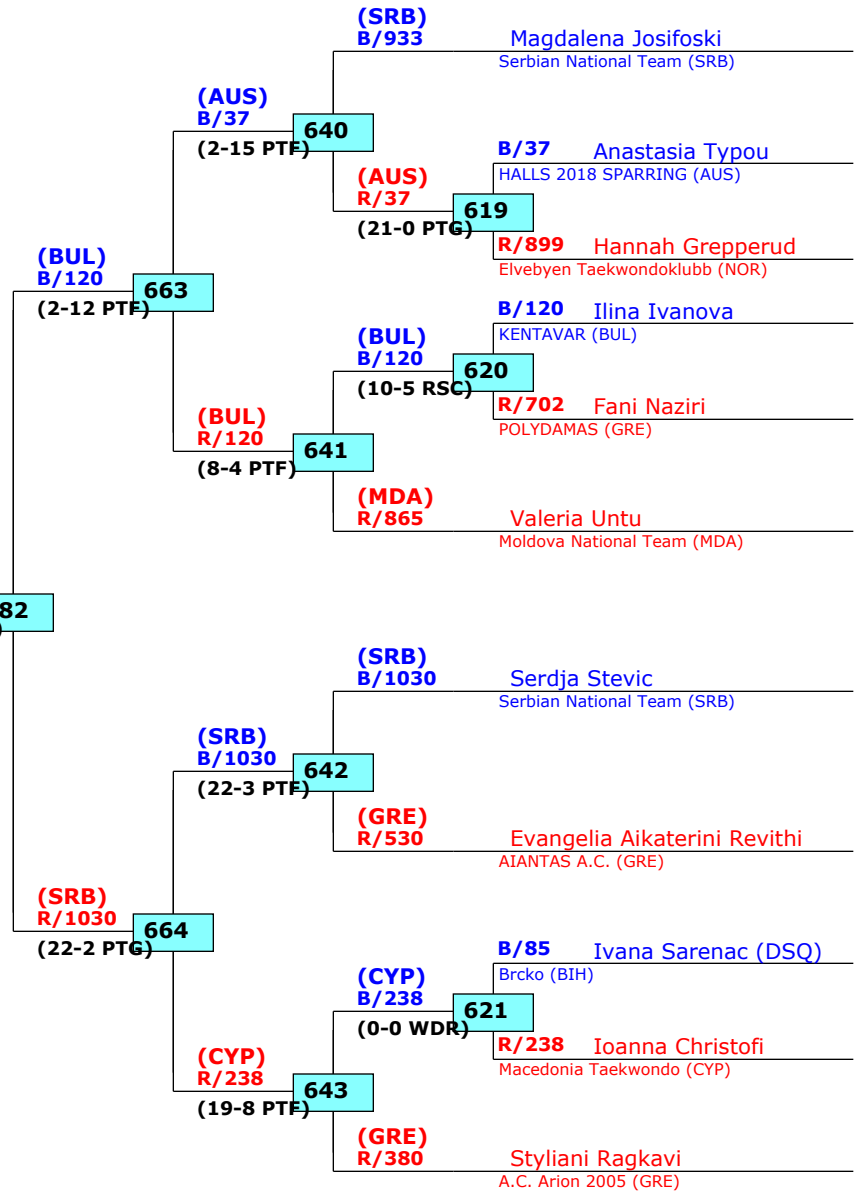 (SRB)
B/933
Magdalena Josifoski
Serbian National Team (SRB)
(AUS)
B/37
640
(2-15 PTF)
B/37
Anastasia Typou
HALLS 2018 SPARRING (AUS)
(AUS)
R/37
619
(21-0 PTG)
R/899
Hannah Grepperud
Elvebyen Taekwondoklubb (NOR)
(BUL)
B/120
663
(2-12 PTF)
B/120
Ilina Ivanova
KENTAVAR (BUL)
(BUL)
B/120
620
(10-5 RSC)
R/702
Fani Naziri
POLYDAMAS (GRE)
(BUL)
R/120
641
(8-4 PTF)
(MDA)
R/865
Valeria Untu
Moldova National Team (MDA)
82
)
(SRB)
B/1030
Serdja Stevic
Serbian National Team (SRB)
(SRB)
B/1030
642
(22-3 PTF)
(GRE)
R/530
Evangelia Aikaterini Revithi
AIANTAS A.C. (GRE)
(SRB)
R/1030
664
(22-2 PTG)
B/85
Ivana Sarenac (DSQ)
Brcko (BIH)
(CYP)
B/238
621
(0-0 WDR)
R/238
Ioanna Christofi
Macedonia Taekwondo (CYP)
(CYP)
R/238
643
(19-8 PTF)
(GRE)
R/380
Styliani Ragkavi
A.C. Arion 2005 (GRE)